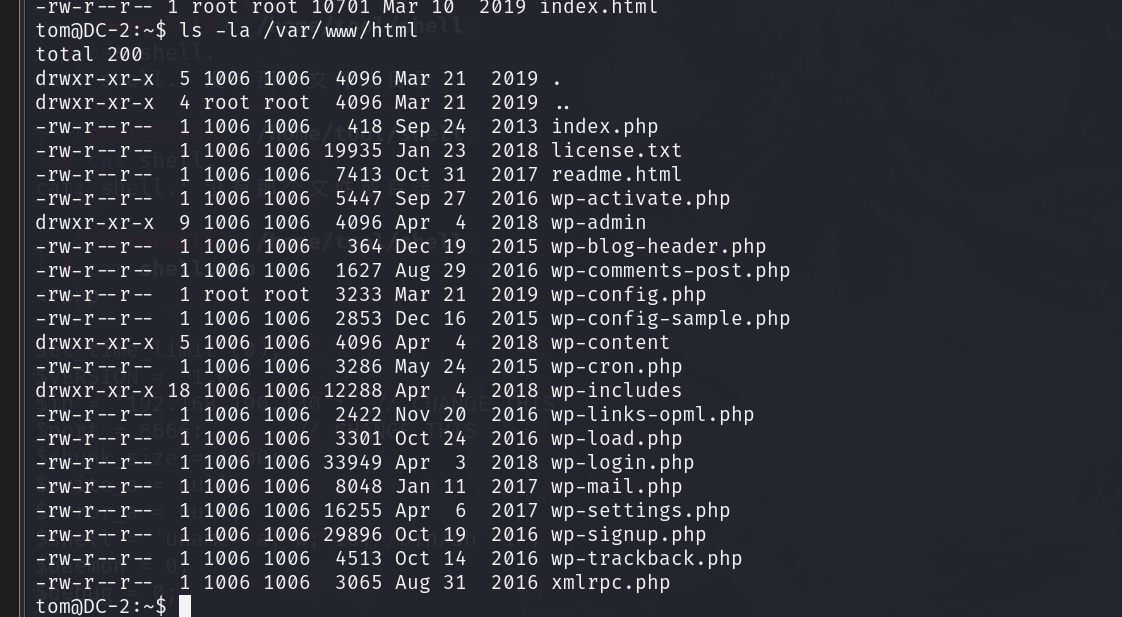 -rw-r--r-- 1 root root 10701 Mar 10  2019 index.html
tom@DC-2:~$ ls -la /var/www/html
total 200
drwxr-xr-x  5 1006 1006  4096 Mar 21  2019 .
drwxr-xr-x  4 root root  4096 Mar 21  2019 ..
-rw-r--r--  1 1006 1006   418 Sep 24  2013 index.php
-rw-r--r--  1 1006 1006 19935 Jan 23  2018 license.txt
-rw-r--r--  1 1006 1006  7413 Oct 31  2017 readme.html
-rw-r--r--  1 1006 1006  5447 Sep 27  2016 wp-activate.php
drwxr-xr-x  9 1006 1006  4096 Apr  4  2018 wp-admin
-rw-r--r--  1 1006 1006   364 Dec 19  2015 wp-blog-header.php
-rw-r--r--  1 1006 1006  1627 Aug 29  2016 wp-comments-post.php
-rw-r--r--  1 root root  3233 Mar 21  2019 wp-config.php
-rw-r--r--  1 1006 1006  2853 Dec 16  2015 wp-config-sample.php
drwxr-xr-x  5 1006 1006  4096 Apr  4  2018 wp-content
-rw-r--r--  1 1006 1006  3286 May 24  2015 wp-cron.php
drwxr-xr-x 18 1006 1006 12288 Apr  4  2018 wp-includes
-rw-r--r--  1 1006 1006  2422 Nov 20  2016 wp-links-opml.php
-rw-r--r--  1 1006 1006  3301 Oct 24  2016 wp-load.php
-rw-r--r--  1 1006 1006 33949 Apr  3  2018 wp-login.php
-rw-r--r--  1 1006 1006  8048 Jan 11  2017 wp-mail.php
-rw-r--r--  1 1006 1006 16255 Apr  6  2017 wp-settings.php
-rw-r--r--  1 1006 1006 29896 Oct 19  2016 wp-signup.php
-rw-r--r--  1 1006 1006  4513 Oct 14  2016 wp-trackback.php
-rw-r--r--  1 1006 1006  3065 Aug 31  2016 xmlrpc.php
tom@DC-2:~$